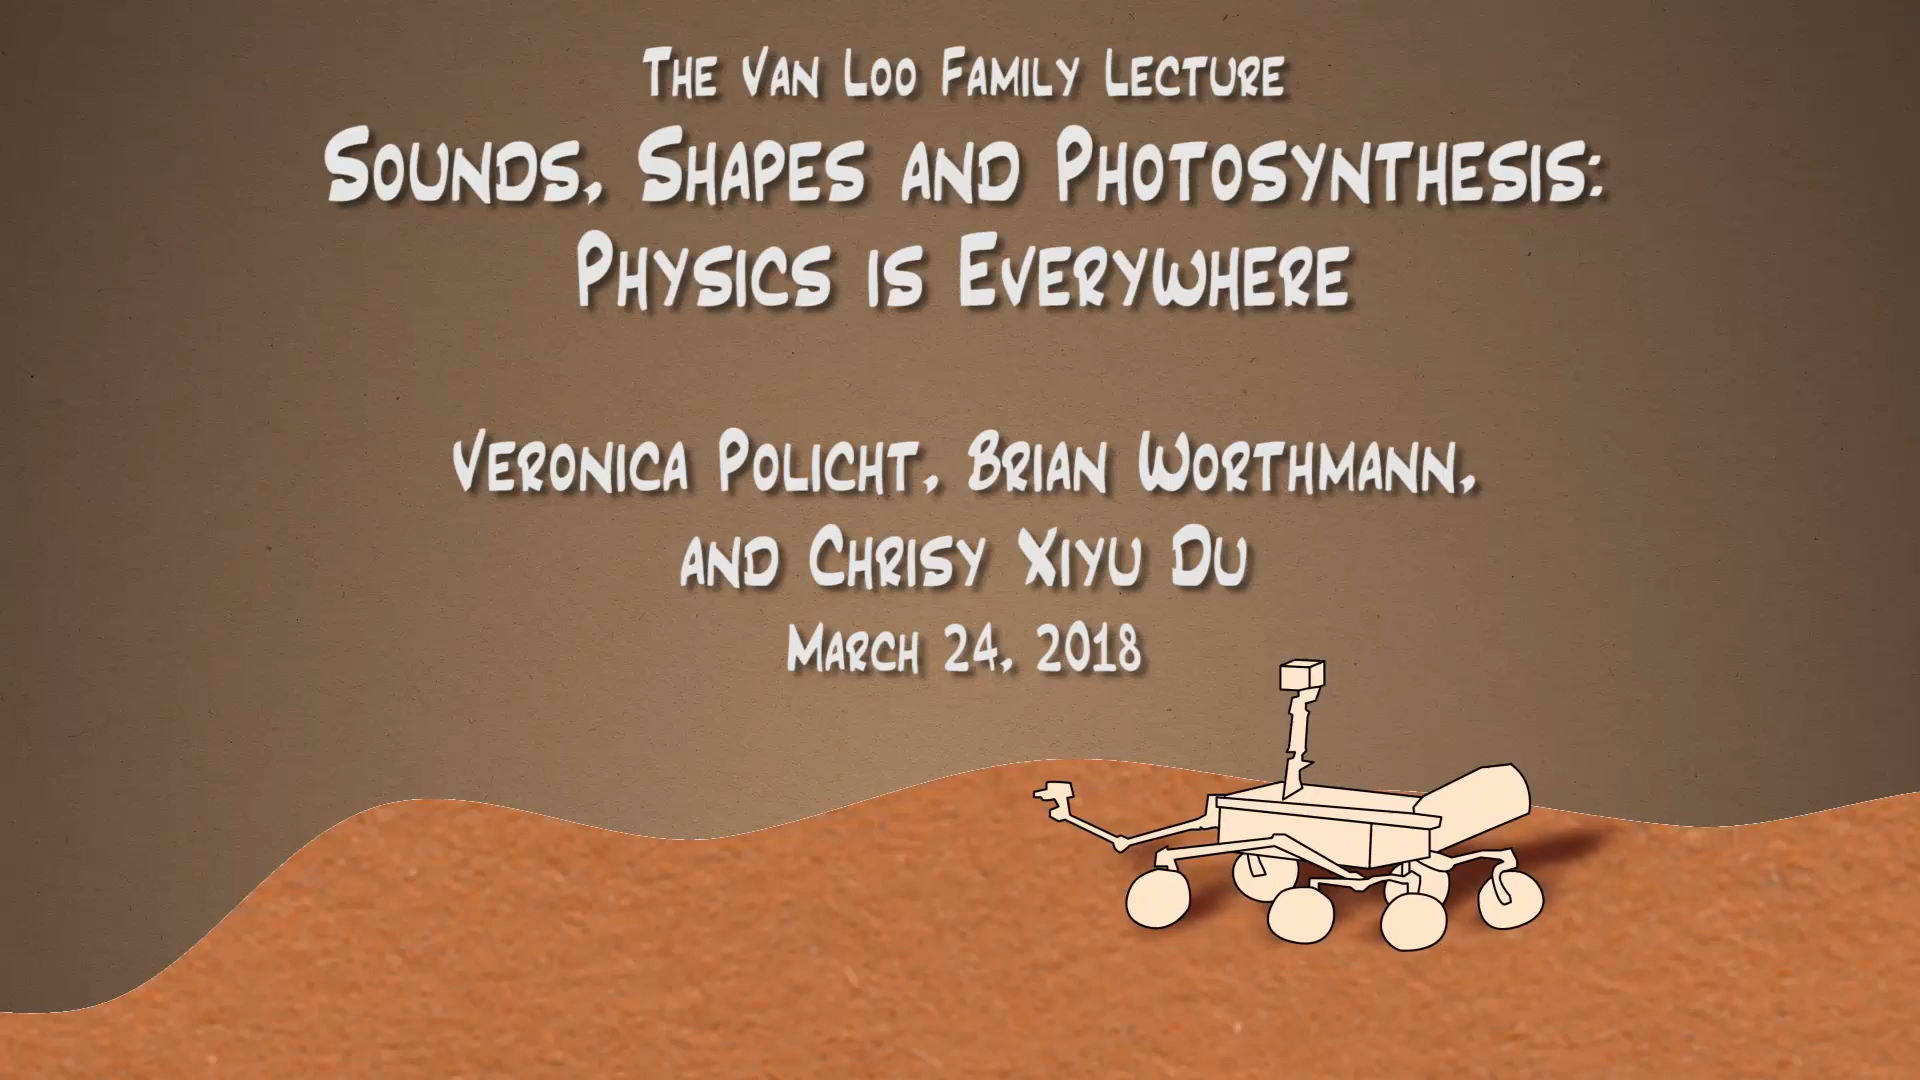 The Van Loo Family Lecture
Sounds, Shapes and Photosynthesis:
Physics is Everywhere
Veronica Policht, Brian Worthmann,
and Chrisy Xiyu Du
March 24, 2018